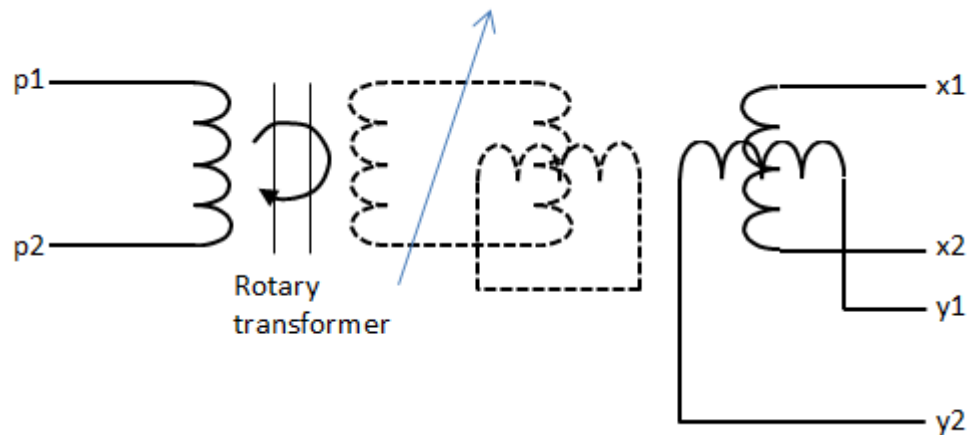 p1
p2
Rotary
transformer
x1
x2
y1
y2